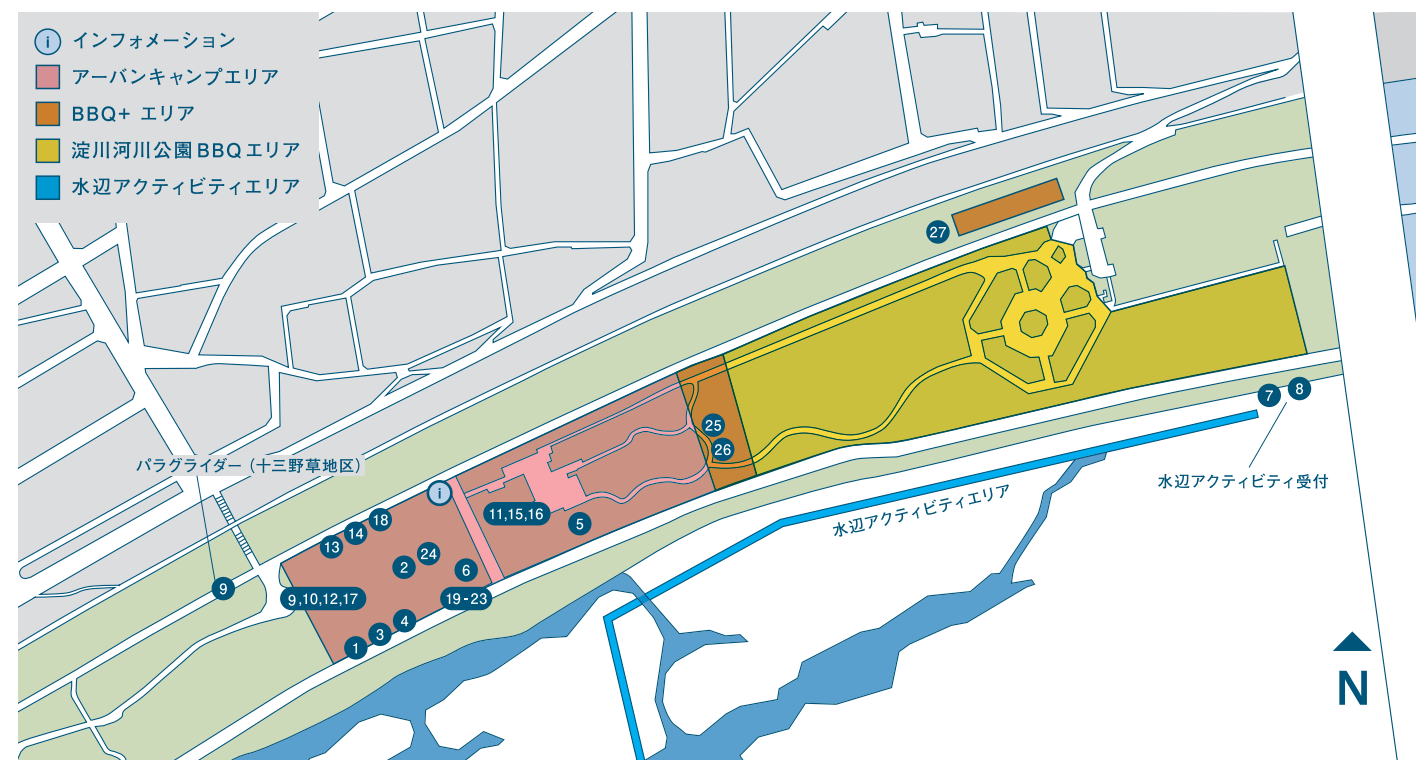 i インフォメーション
アーバンキャンプエリア
BBQ+ エリア
淀川河川公園BBQエリア
水辺アクティビティエリア
27
7
8
25
26
パラグライダー（十三野草地区）
水辺アクティビティ受付
i
11,15,16
水辺アクティビティエリア
18
14
13
5
24
2
6
9
9,10,12,17
19-23
4
3
1
N